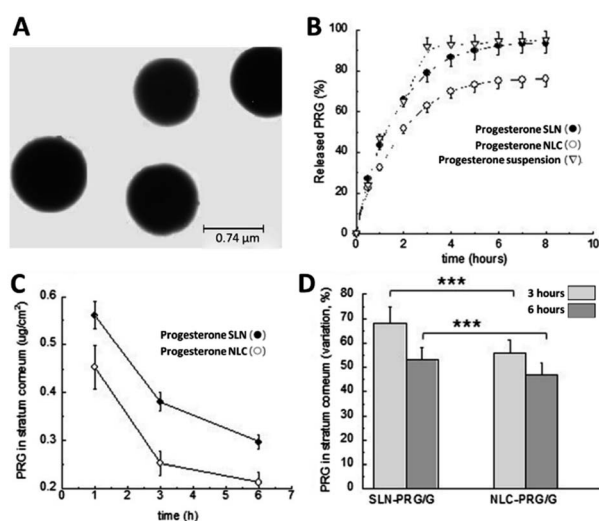 A
0.74 µm
B
Released PRG (%)
100
80
60
40
20
0
Progesterone SLN (●)
Progesterone NLC (○)
Progesterone suspension (▽)
0 2 4 6 8 10
time (hours)
C
PRG in stratum corneum (ug/cm²)
0.6
0.5
0.4
0.3
0.2
Progesterone SLN (◆)
Progesterone NLC (○)
0 1 2 3 4 5 6 7
time (h)
D
PRG in stratum corneum (variation, %)
80
70
60
50
40
30
20
10
0
***
***
3 hours
6 hours
SLN-PRG/G NLC-PRG/G